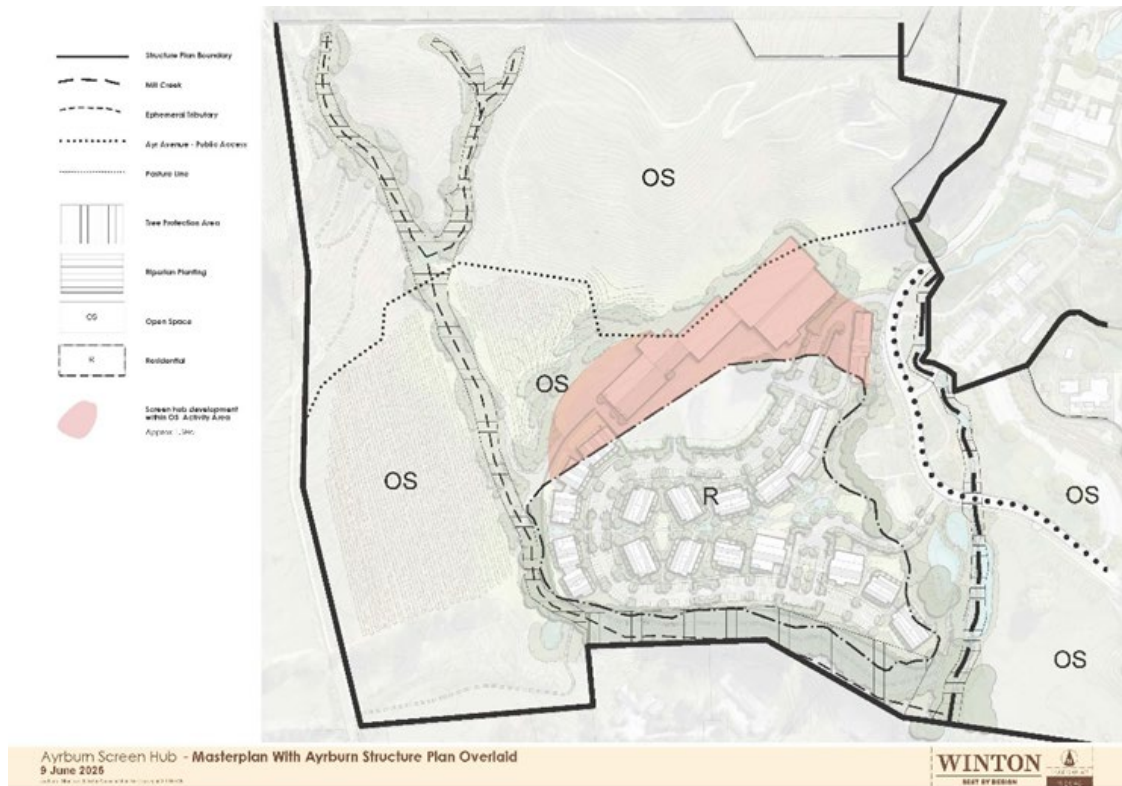 Structure Plan Boundary
Mill Creek
Ephemeral Tributary
Ayr Avenue - Public Access
Pasture Line
Tree Protection Area
Riparian Planting
OS
Open Space
R
Residential
Screen hub development
within OS Activity Area
OS
OS
OS
R
OS
OS
Ayrburn Screen Hub - Masterplan With Ayrburn Structure Plan Overlaid
9 June 2025
WINTON
BEST BY DESIGN